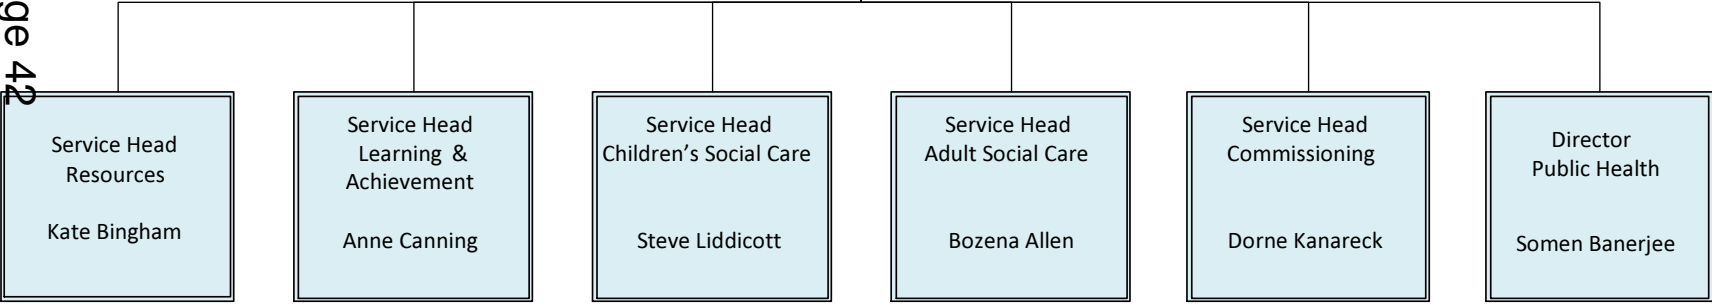 ge 42
Service Head
Resources
Kate Bingham
Service Head
Learning &
Achievement
Anne Canning
Service Head
Children’s Social Care
Steve Liddicott
Service Head
Adult Social Care
Bozena Allen
Service Head
Commissioning
Dorne Kanareck
Director
Public Health
Somen Banerjee